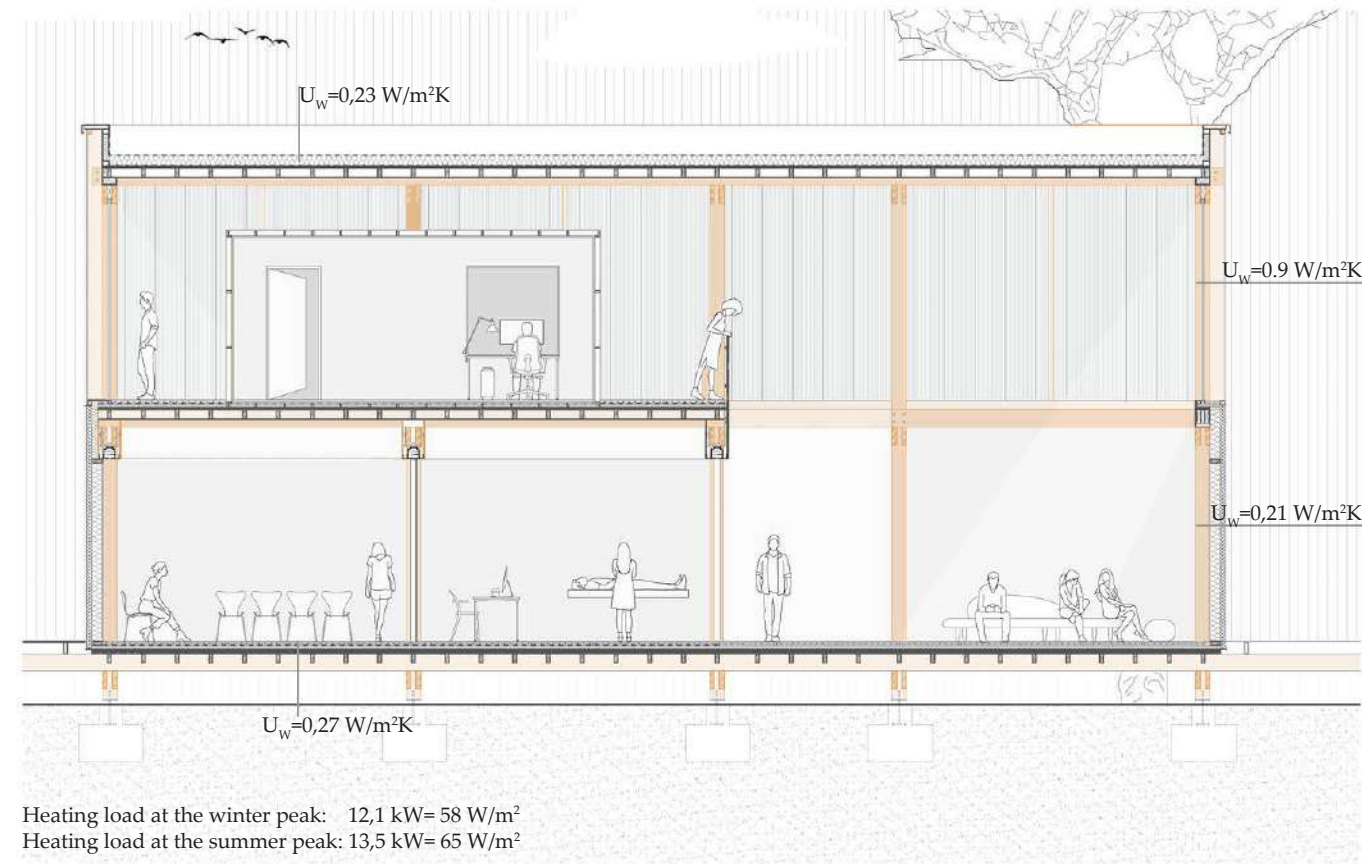 U_W=0,23 W/m²K
U_W=0.9 W/m²K
U_W=0,21 W/m²K
U_W=0,27 W/m²K
Heating load at the winter peak: 12,1 kW= 58 W/m²
Heating load at the summer peak: 13,5 kW= 65 W/m²